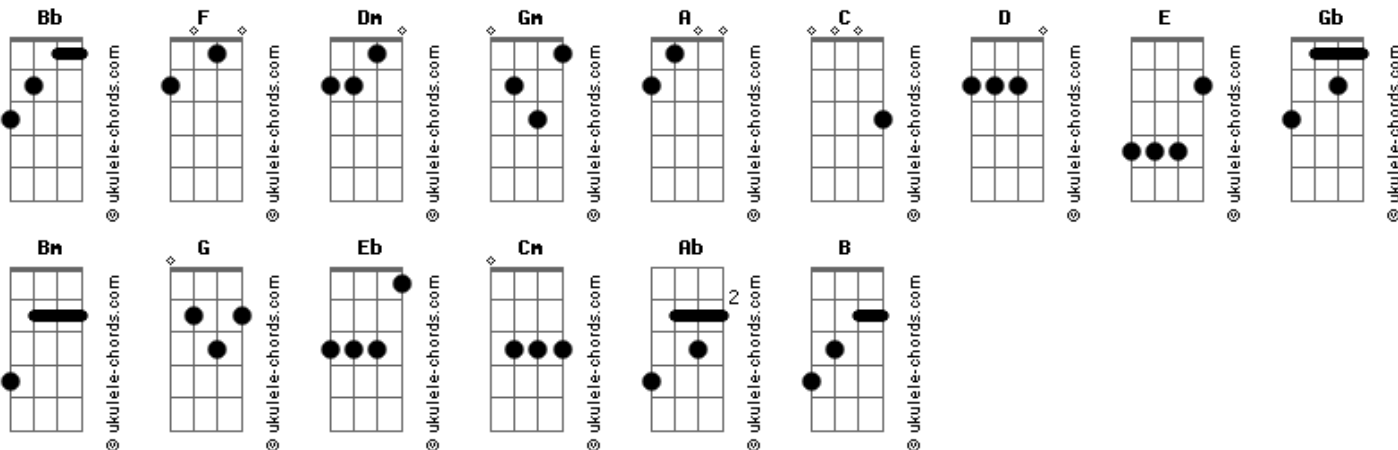 Bb F Dm Gm A C D E Gb
© ukulele-chords.com © ukulele-chords.com © ukulele-chords.com © ukulele-chords.com © ukulele-chords.com © ukulele-chords.com © ukulele-chords.com © ukulele-chords.com © ukulele-chords.com
Bm G Eb Cm Ab B
2
© ukulele-chords.com © ukulele-chords.com © ukulele-chords.com © ukulele-chords.com © ukulele-chords.com © ukulele-chords.com